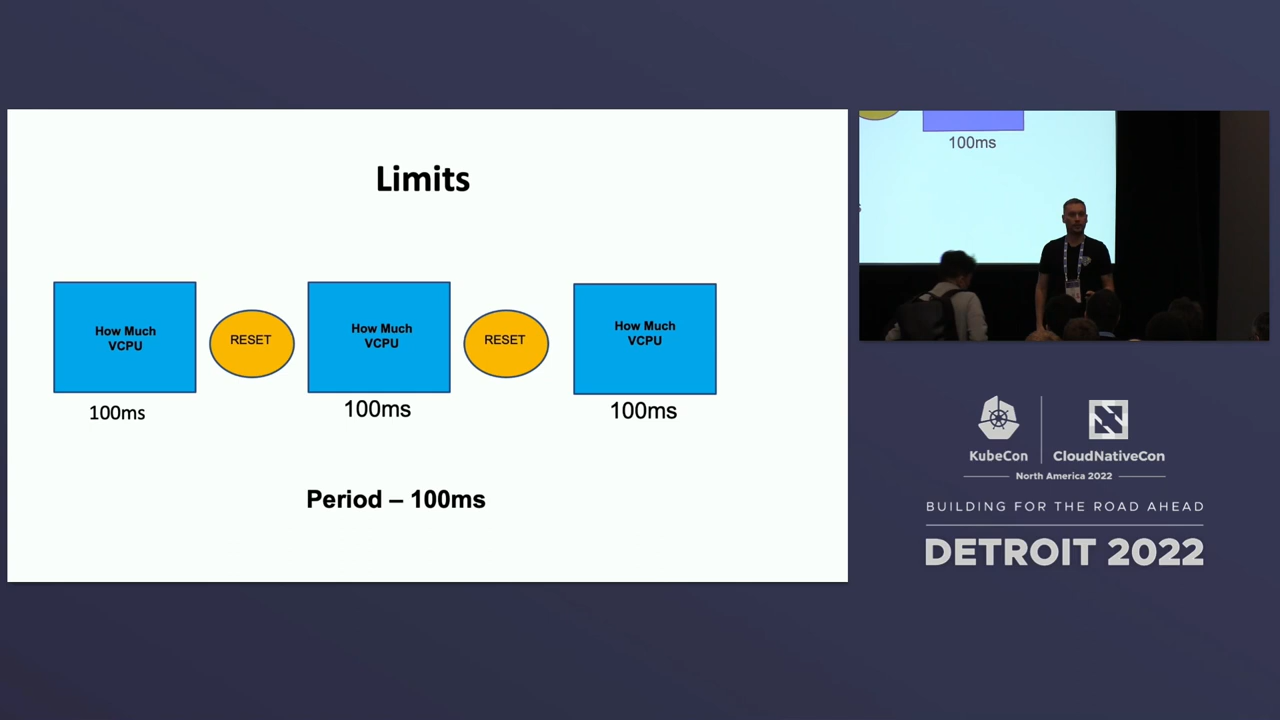 Limits
How Much
VCPU
100ms
RESET
How Much
VCPU
100ms
RESET
How Much
VCPU
100ms
Period – 100ms
100ms
KubeCon
CloudNativeCon
North America 2022
BUILDING FOR THE ROAD AHEAD
DETROIT 2022